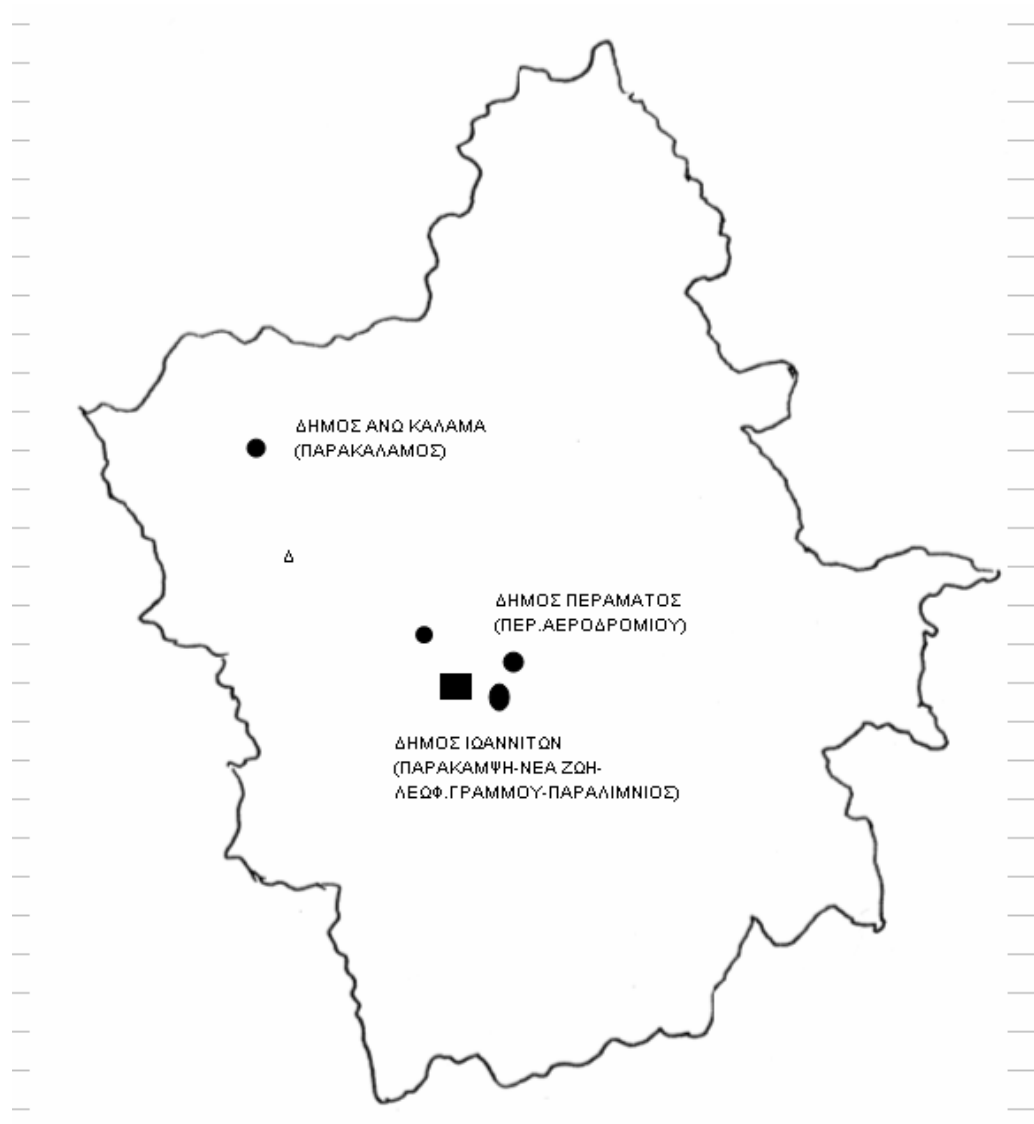 ΔΗΜΟΣ ΑΝΩ ΚΑΛΑΜΑ
(ΠΑΡΑΚΑΛΑΜΟΣ)
Δ
ΔΗΜΟΣ ΠΕΡΑΜΑΤΟΣ
(ΠΕΡ.ΑΕΡΟΔΡΟΜΙΟΥ)
ΔΗΜΟΣ ΙΩΑΝΝΙΤΩΝ
(ΠΑΡΑΚΑΜΨΗ-ΝΕΑ ΖΩΗ-
ΛΕΩΦ.ΓΡΑΜΜΟΥ-ΠΑΡΑΛΙΜΝΙΟΣ)